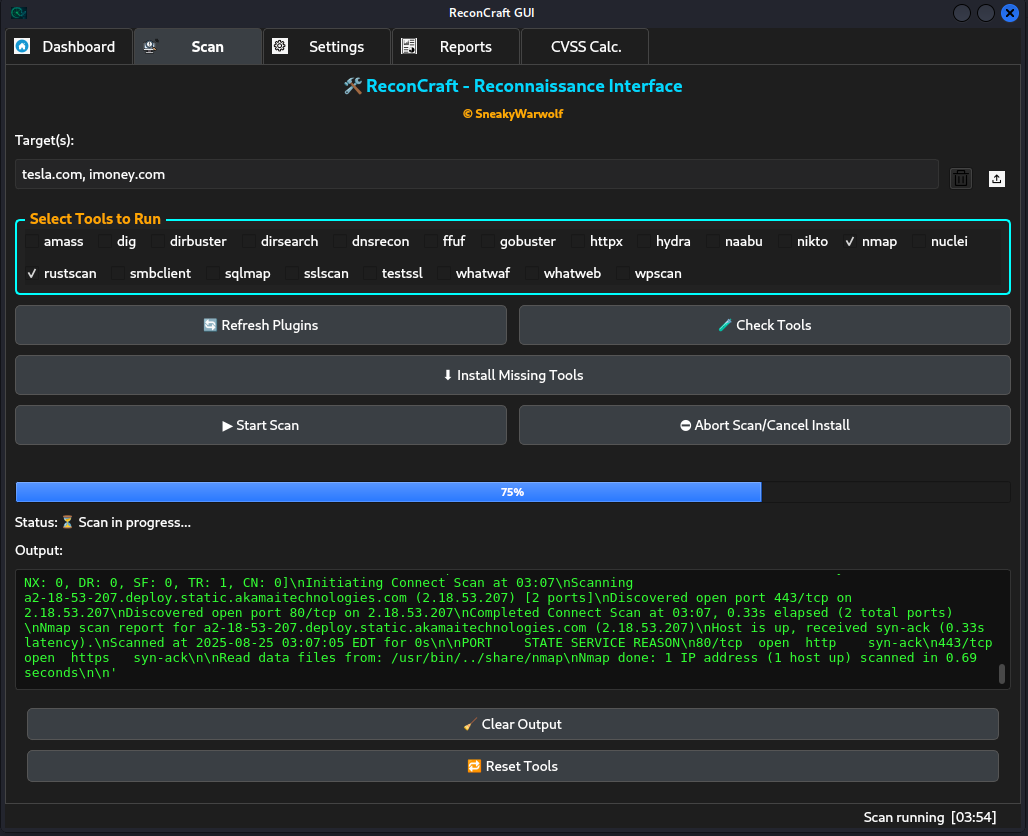 ReconCraft GUI
Dashboard Scan Settings Reports CVSS Calc.
🛠 ReconCraft - Reconnaissance Interface
© SneakyWarwolf
Target(s):
tesla.com, imoney.com
Select Tools to Run
amass dig dirbuster dirsearch dnsrecon ffuf gobuster httpx hydra naabu nikto ✓ nmap nuclei
✓ rustscan smbclient sqlmap sslscan testssl whatwaf whatweb wpscan
🔄 Refresh Plugins 🧪 Check Tools
⬇ Install Missing Tools
▶ Start Scan ⛔ Abort Scan/Cancel Install
75%
Status: ⏳ Scan in progress...
Output:
NX: 0, DR: 0, SF: 0, TR: 1, CN: 0]\nInitiating Connect Scan at 03:07\nScanning
a2-18-53-207.deploy.static.akamaitechnologies.com (2.18.53.207) [2 ports]\nDiscovered open port 443/tcp on
2.18.53.207\nDiscovered open port 80/tcp on 2.18.53.207\nCompleted Connect Scan at 03:07, 0.33s elapsed (2 total ports)
\nNmap scan report for a2-18-53-207.deploy.static.akamaitechnologies.com (2.18.53.207)\nHost is up, received syn-ack (0.33s
latency).\nScanned at 2025-08-25 03:07:05 EDT for 0s\n\nPORT    STATE SERVICE REASON\n80/tcp  open  http    syn-ack\n443/tcp
open  https   syn-ack\n\nRead data files from: /usr/bin/../share/nmap\nNmap done: 1 IP address (1 host up) scanned in 0.69
seconds\n\n'
🧹 Clear Output
🔁 Reset Tools
Scan running [03:54]